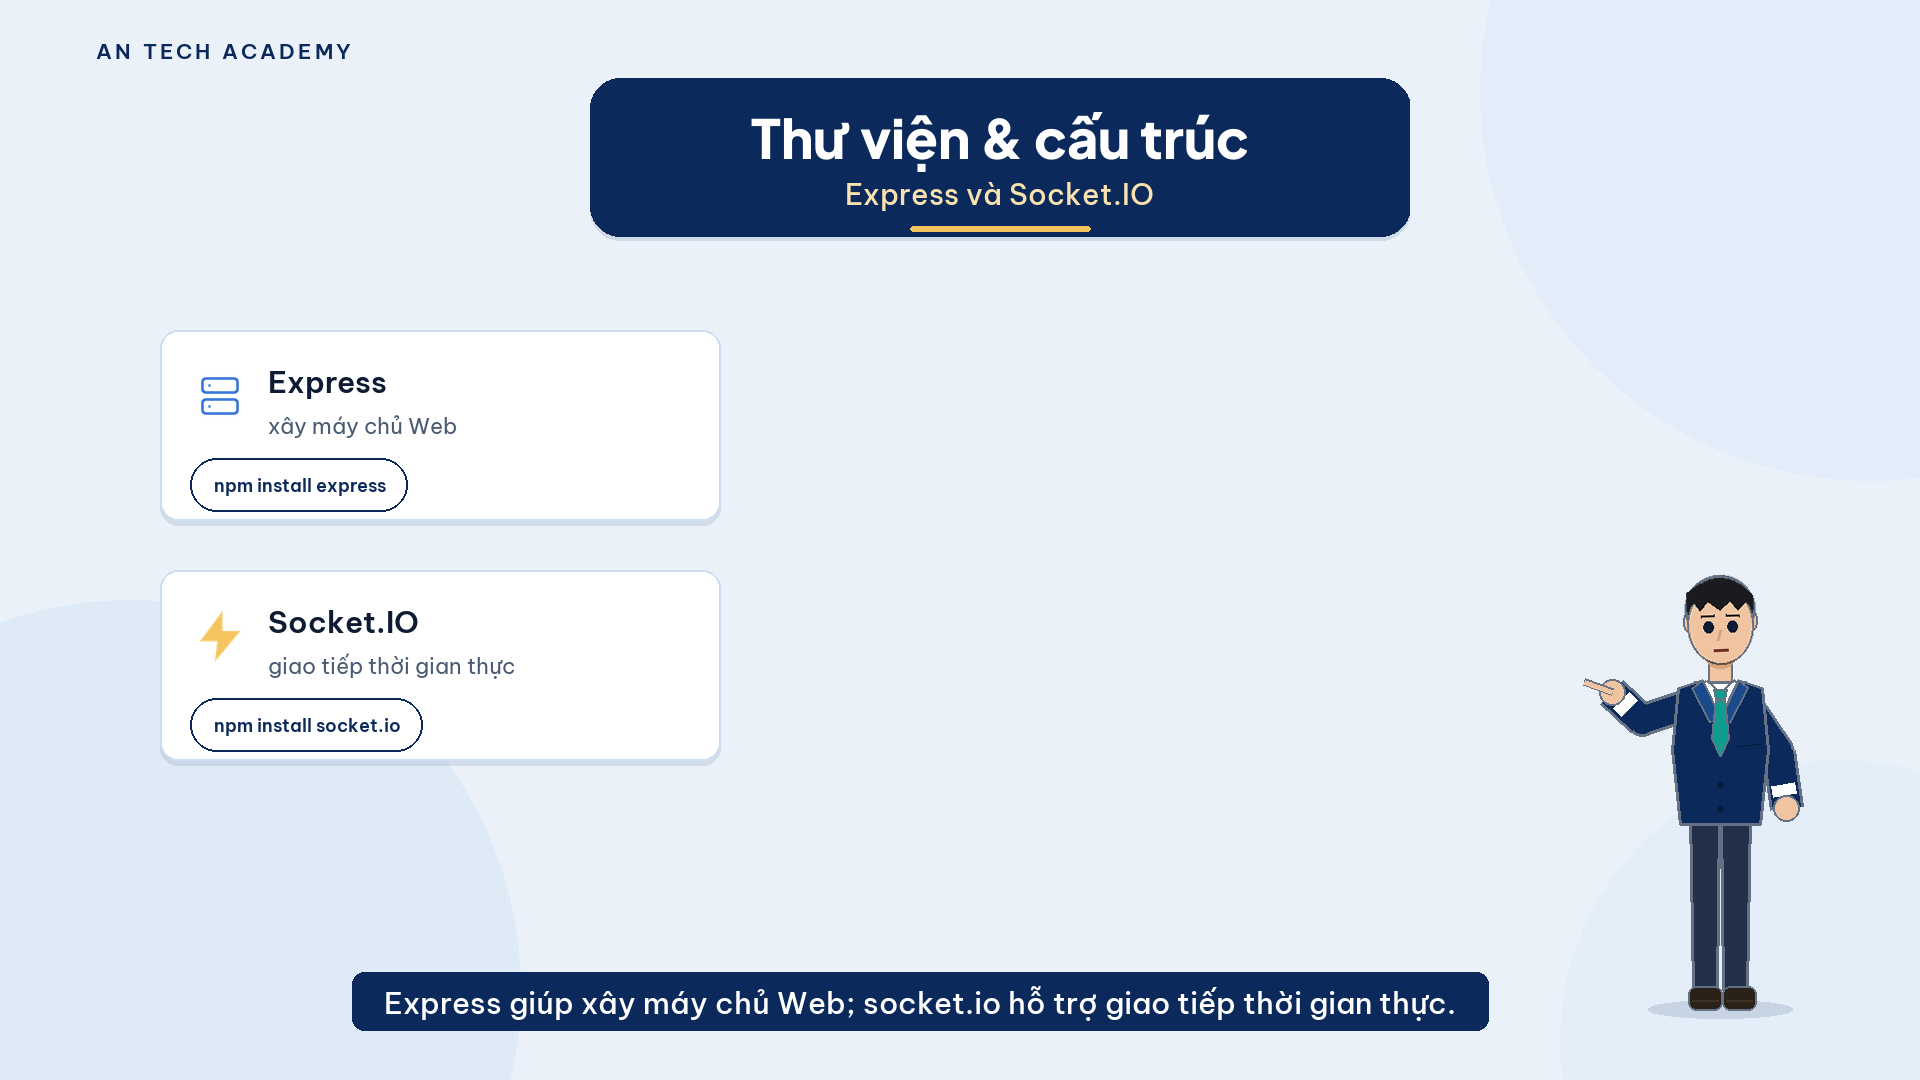 AN TECH ACADEMY
Thư viện & cấu trúc
Express và Socket.IO
Express
xây máy chủ Web
npm install express
Socket.IO
giao tiếp thời gian thực
npm install socket.io
Express giúp xây máy chủ Web; socket.io hỗ trợ giao tiếp thời gian thực.